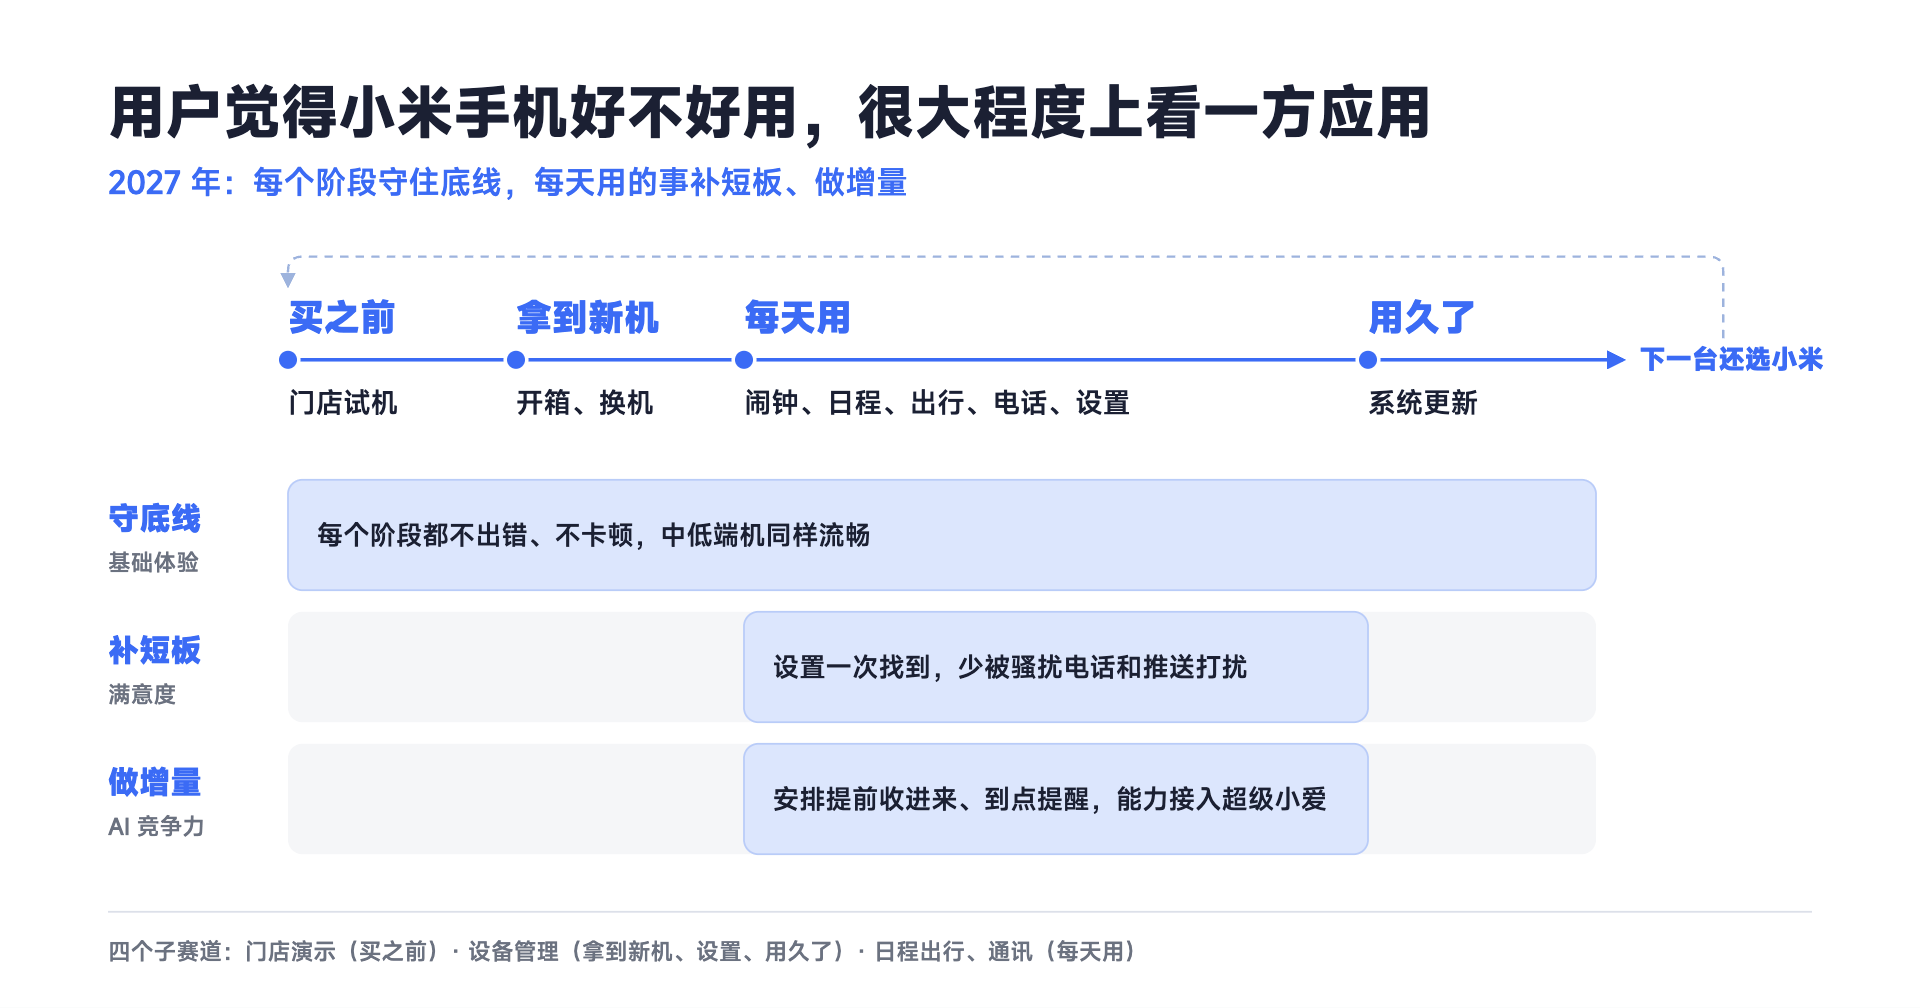 用户觉得小米手机好不好用，很大程度上看一方应用
2027 年：每个阶段守住底线，每天用的事补短板、做增量
买之前
拿到新机
每天用
用久了
下一台还选小米
门店试机
开箱、换机
闹钟、日程、出行、电话、设置
系统更新
守底线
基础体验
每个阶段都不出错、不卡顿，中低端机同样流畅
补短板
满意度
设置一次找到，少被骚扰电话和推送打扰
做增量
AI 竞争力
安排提前收进来、到点提醒，能力接入超级小爱
四个子赛道：门店演示（买之前）· 设备管理（拿到新机、设置、用久了）· 日程出行、通讯（每天用）